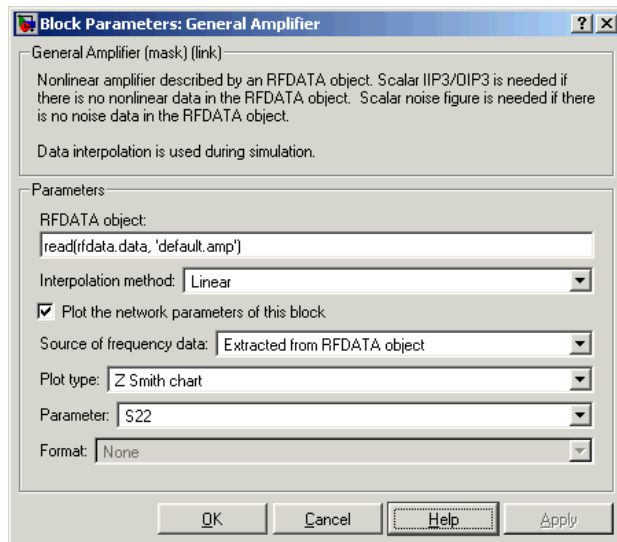 Block Parameters: General Amplifier
General Amplifier (mask) (link)
Nonlinear amplifier described by an RFDATA object. Scalar IIP3/OIP3 is needed if
there is no nonlinear data in the RFDATA object.  Scalar noise figure is needed if there
is no noise data in the RFDATA object.
Data interpolation is used during simulation.
Parameters
RFDATA object:
read(rfdata.data, 'default.amp')
Interpolation method: Linear
Plot the network parameters of this block
Source of frequency data: Extracted from RFDATA object
Plot type: Z Smith chart
Parameter: S22
Format: None
OK Cancel Help Apply